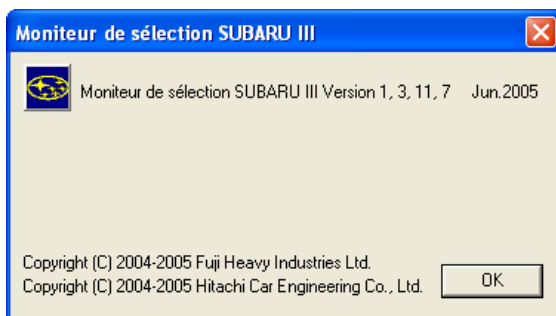 Moniteur de sélection SUBARU III
Moniteur de sélection SUBARU III Version 1, 3, 11, 7 Jun.2005
Copyright (C) 2004-2005 Fuji Heavy Industries Ltd.
Copyright (C) 2004-2005 Hitachi Car Engineering Co., Ltd.
OK